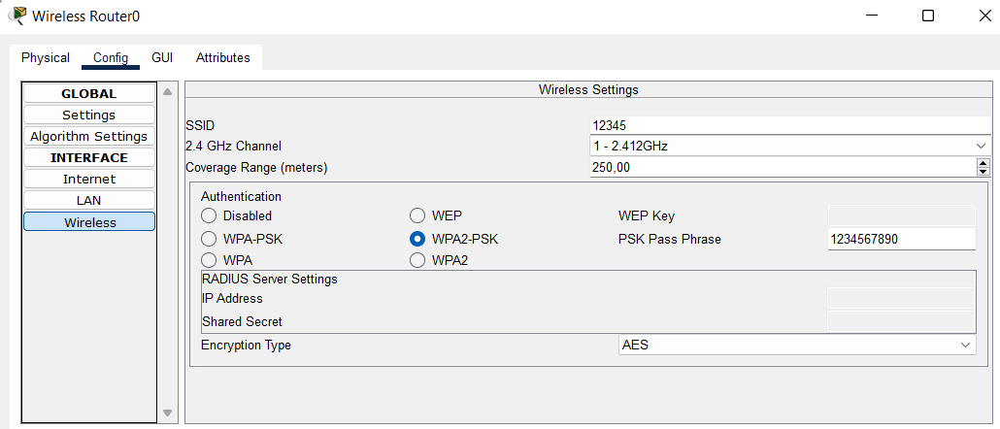 Wireless Router0
Physical Config GUI Attributes
GLOBAL
Settings
Algorithm Settings
INTERFACE
Internet
LAN
Wireless
Wireless Settings
SSID 12345
2.4 GHz Channel 1 - 2.412GHz
Coverage Range (meters) 250,00
Authentication
Disabled WEP WEP Key
WPA-PSK WPA2-PSK PSK Pass Phrase 1234567890
WPA WPA2
RADIUS Server Settings
IP Address
Shared Secret
Encryption Type AES